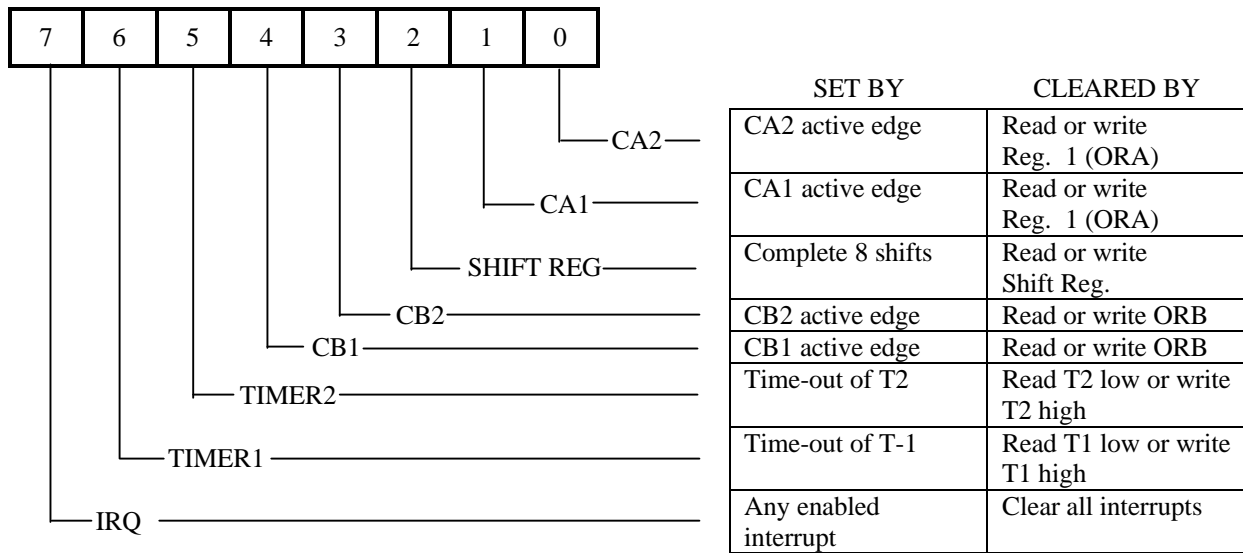 7 6 5 4 3 2 1 0
SET BY CLEARED BY
CA2 CA2 active edge Read or write
Reg. 1 (ORA)
CA1 CA1 active edge Read or write
Reg. 1 (ORA)
SHIFT REG Complete 8 shifts Read or write
Shift Reg.
CB2 CB2 active edge Read or write ORB
CB1 CB1 active edge Read or write ORB
TIMER2 Time-out of T2 Read T2 low or write
T2 high
TIMER1 Time-out of T-1 Read T1 low or write
T1 high
IRQ Any enabled Clear all interrupts
interrupt